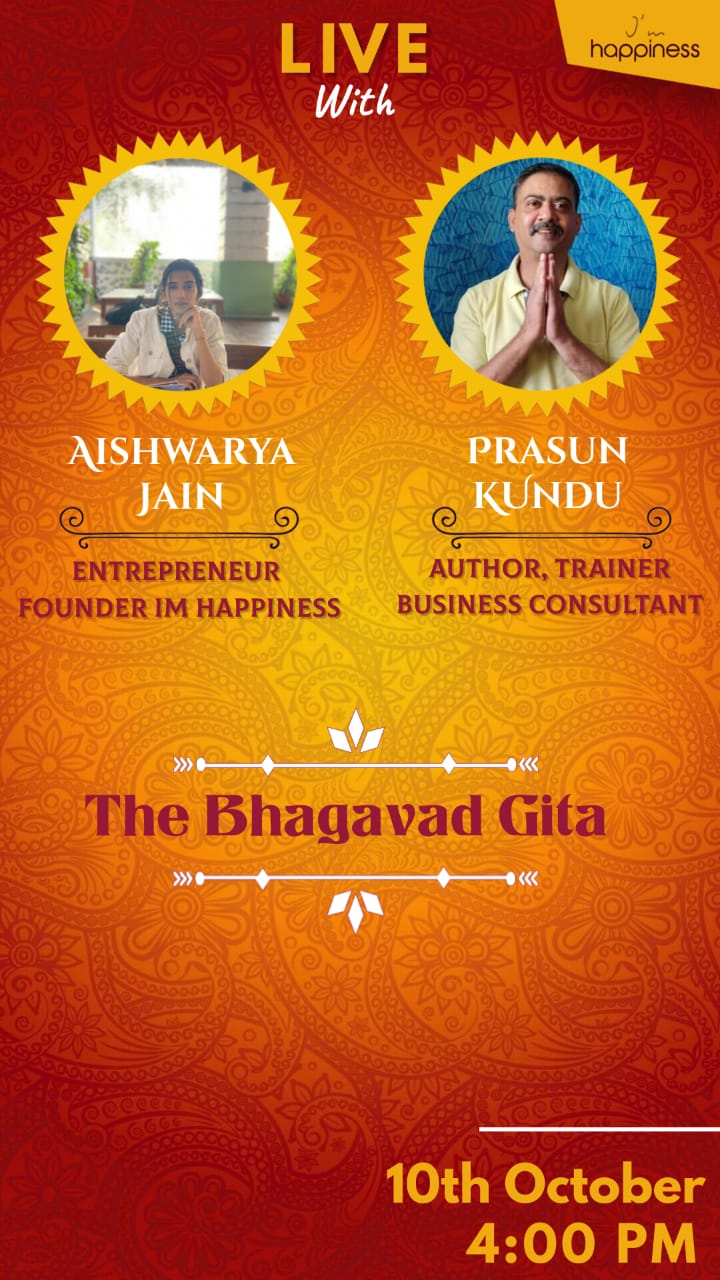 LIVE
With
I'm
happiness
AISHWARYA
JAIN
ENTREPRENEUR
FOUNDER IM HAPPINESS
PRASUN
KUNDU
AUTHOR, TRAINER
BUSINESS CONSULTANT
The Bhagavad Gita
10th October
4:00 PM